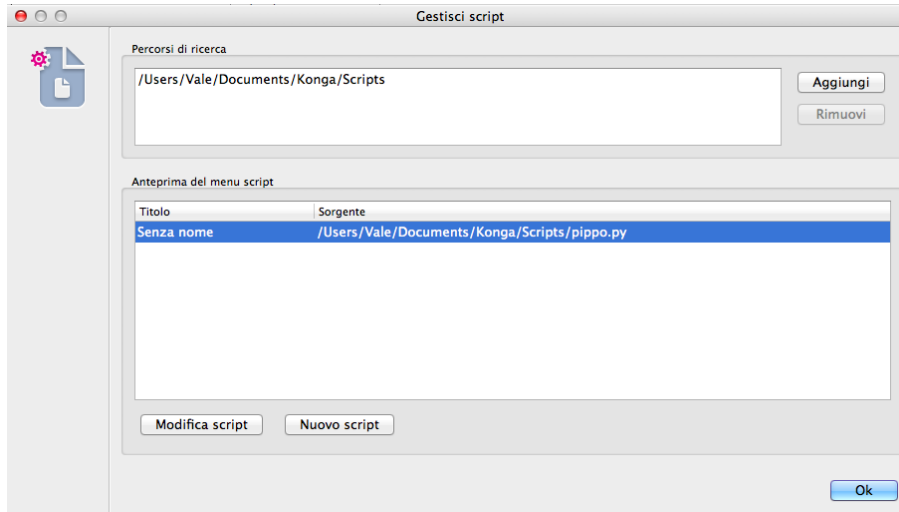 Gestisci script
Percorsi di ricerca
/Users/Vale/Documents/Konga/Scripts
Aggiungi
Rimuovi
Anteprima del menu script
Titolo Sorgente
Senza nome /Users/Vale/Documents/Konga/Scripts/pippo.py
Modifica script Nuovo script
Ok